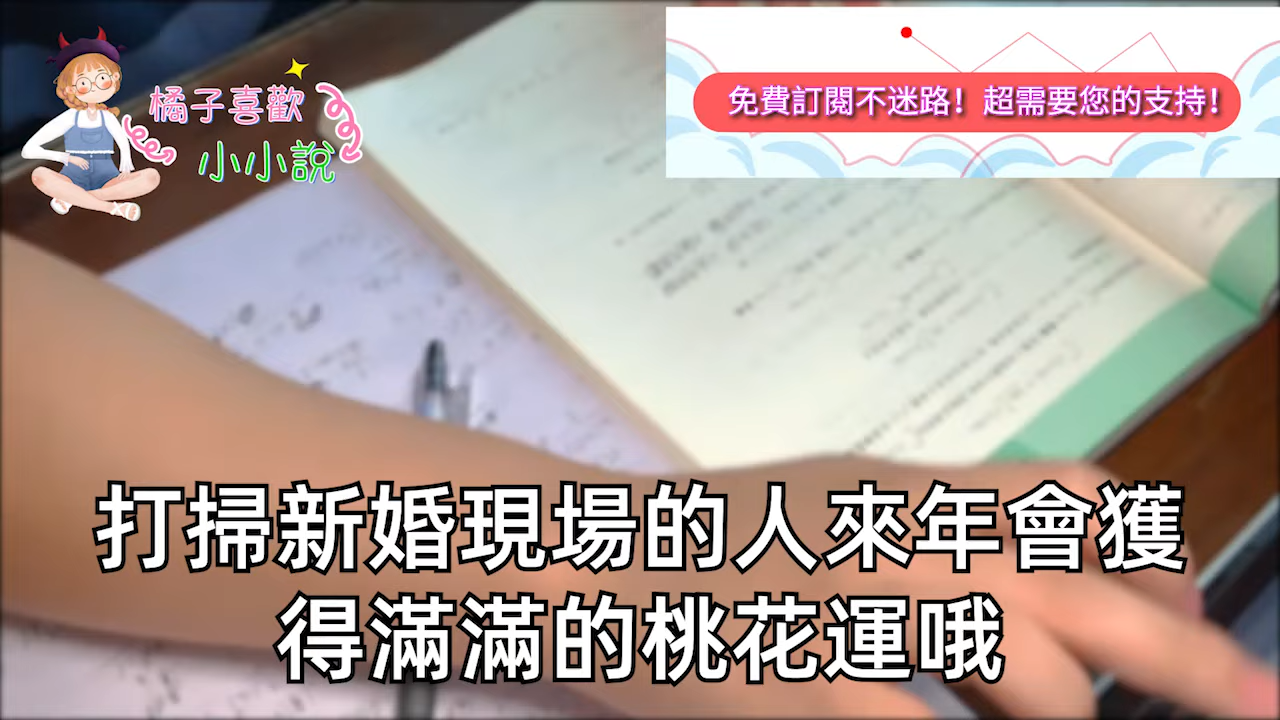 橘子喜歡
小小說
免費訂閱不迷路！超需要您的支持！
打掃新婚現場的人來年會獲
得滿滿的桃花運哦